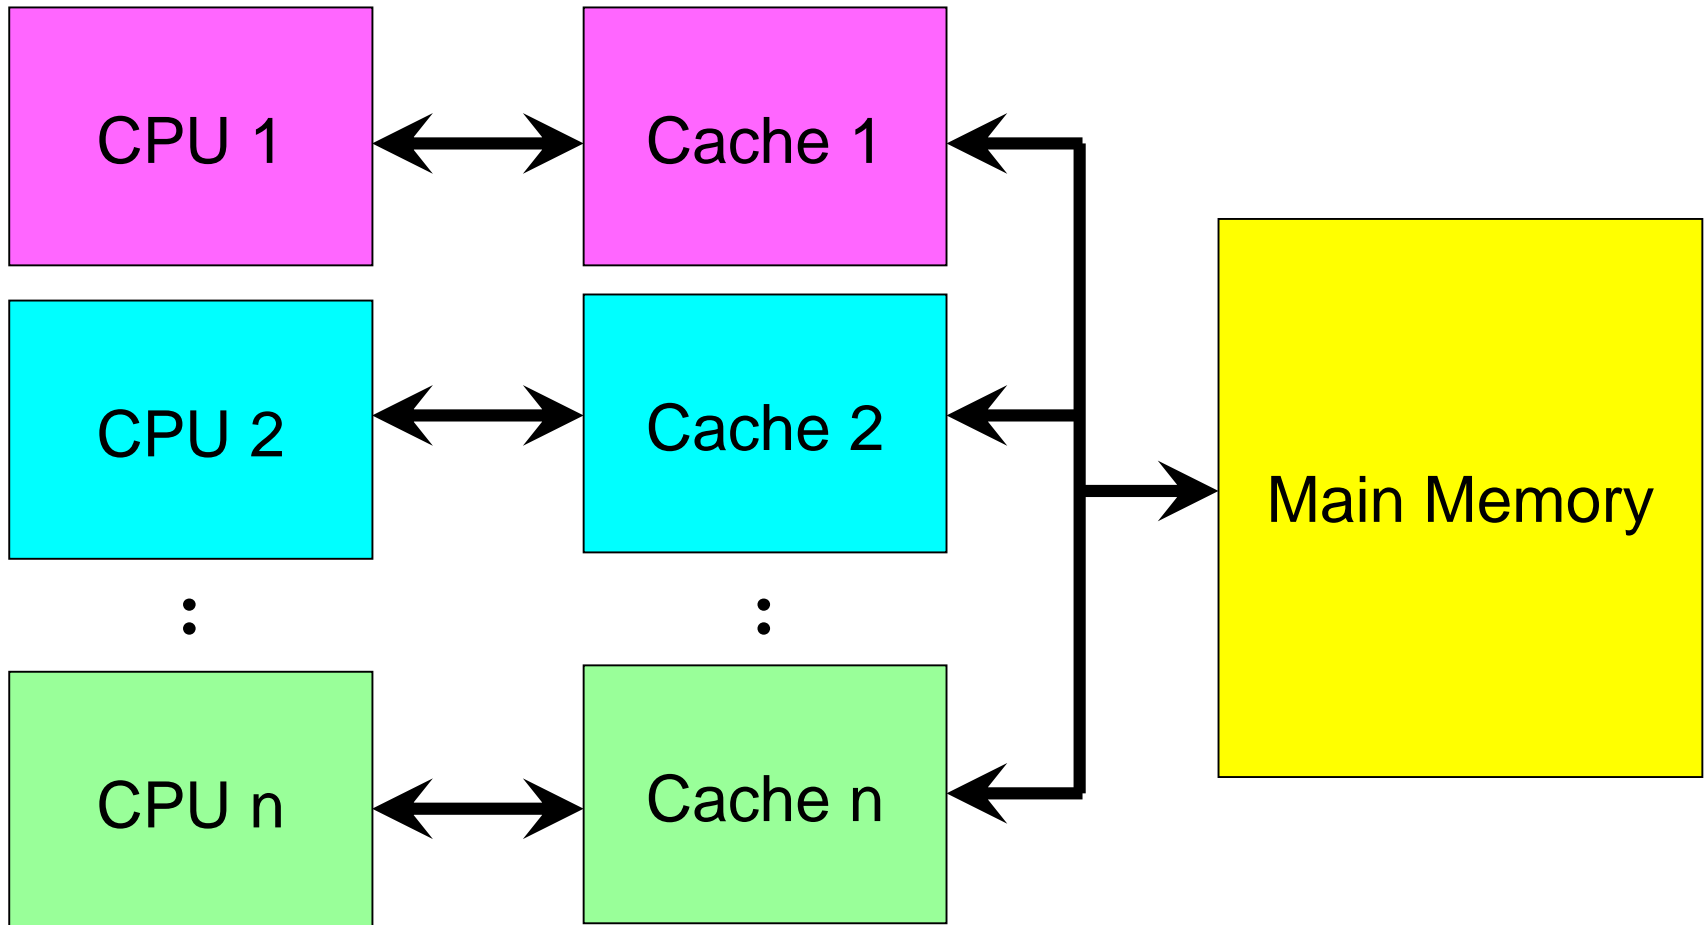 CPU 1
Cache 1
CPU 2
Cache 2
Main Memory
:
:
CPU n
Cache n